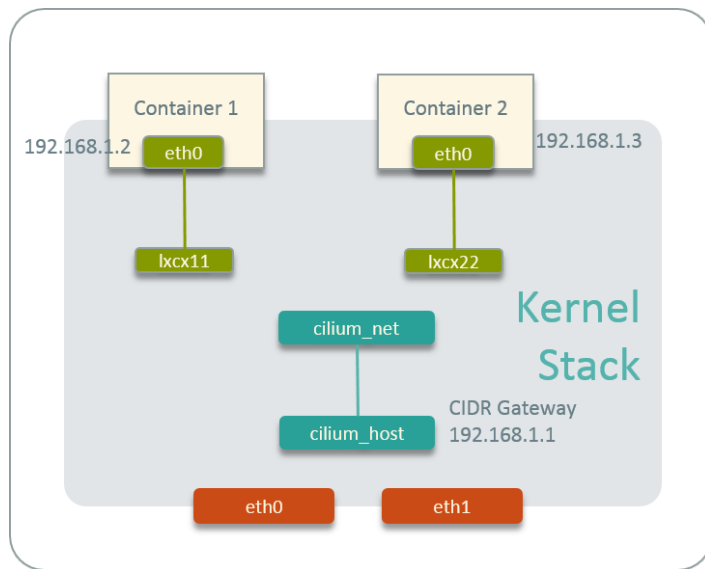 Container 1
Container 2
192.168.1.2
eth0
eth0
192.168.1.3
lxcx11
lxcx22
Kernel
Stack
cilium_net
CIDR Gateway
192.168.1.1
cilium_host
eth0
eth1